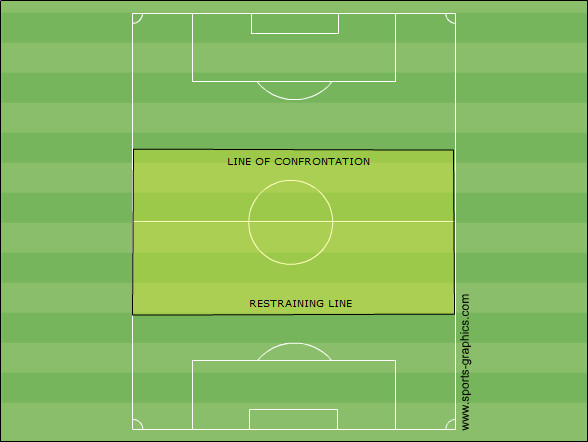 LINE OF CONFRONTATION
RESTRAINING LINE
www.sports-graphics.com